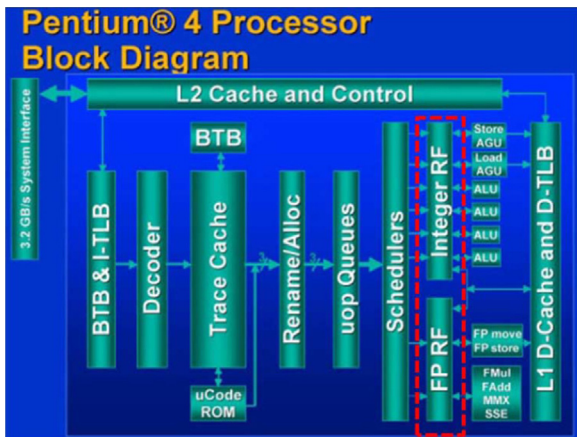 Pentium® 4 Processor
Block Diagram
3.2 GB/s System Interface
L2 Cache and Control
BTB
BTB & I-TLB
Decoder
Trace Cache
uCode
ROM
3
Rename/Alloc
3
uop Queues
Schedulers
Integer RF
FP RF
Store
AGU
Load
AGU
ALU
ALU
ALU
ALU
FP move
FP store
FMul
FAdd
MMX
SSE
L1 D-Cache and D-TLB